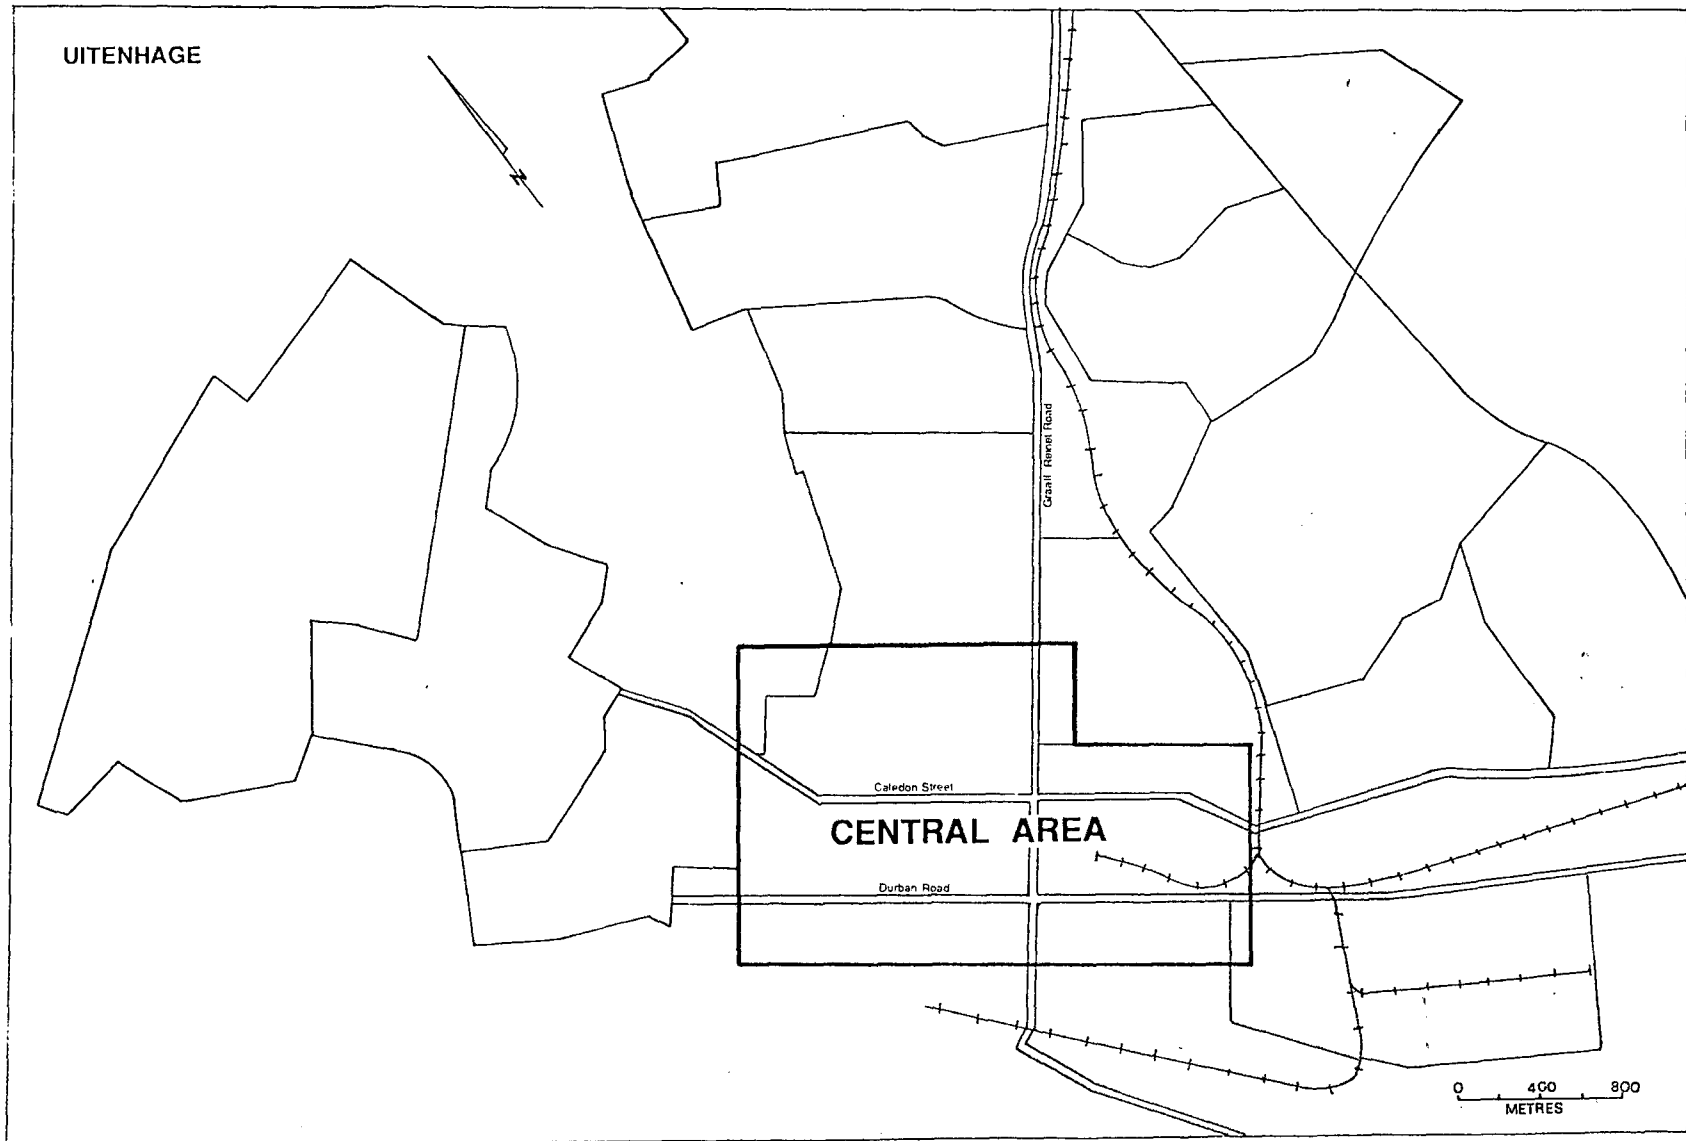 UITENHAGE
N
Graaff Reinet Road
Caledon Street
CENTRAL AREA
Durban Road
0 400 800
METRES